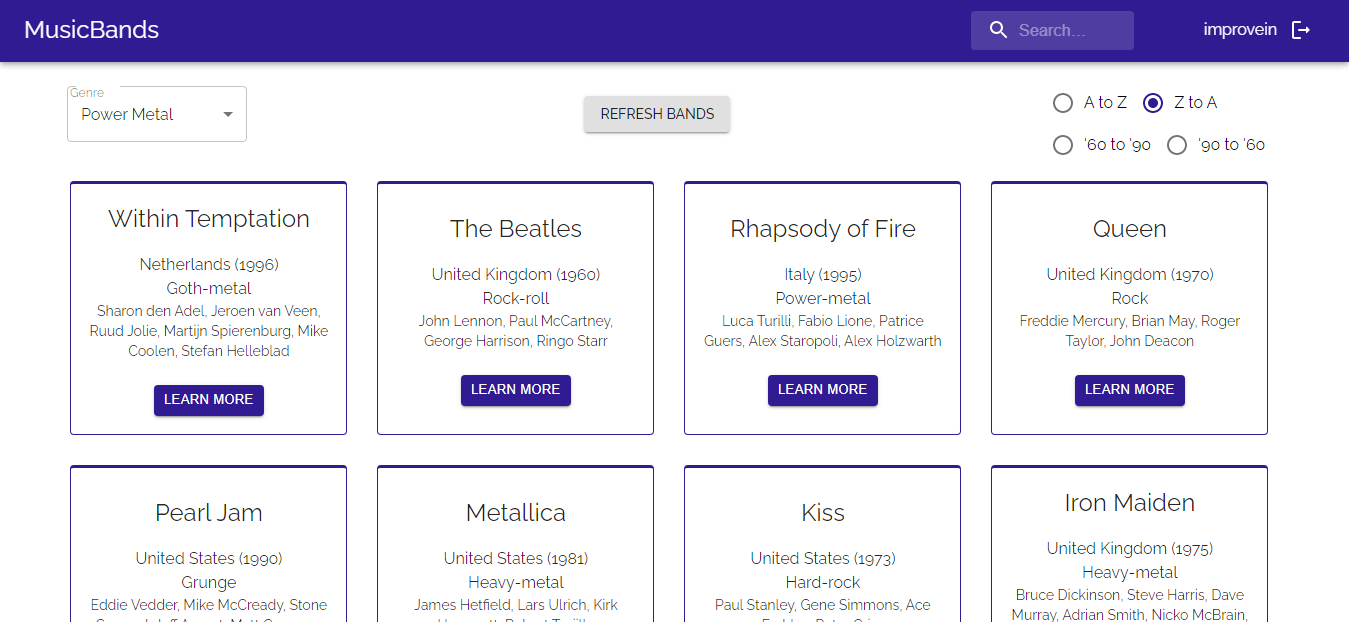 MusicBands
Search...
improvein
Genre
Power Metal
REFRESH BANDS
A to Z
Z to A
'60 to '90
'90 to '60
Within Temptation
Netherlands (1996)
Goth-metal
Sharon den Adel, Jeroen van Veen,
Ruud Jolie, Martijn Spierenburg, Mike
Coolen, Stefan Helleblad
LEARN MORE
The Beatles
United Kingdom (1960)
Rock-roll
John Lennon, Paul McCartney,
George Harrison, Ringo Starr
LEARN MORE
Rhapsody of Fire
Italy (1995)
Power-metal
Luca Turilli, Fabio Lione, Patrice
Guers, Alex Staropoli, Alex Holzwarth
LEARN MORE
Queen
United Kingdom (1970)
Rock
Freddie Mercury, Brian May, Roger
Taylor, John Deacon
LEARN MORE
Pearl Jam
United States (1990)
Grunge
Eddie Vedder, Mike McCready, Stone
Metallica
United States (1981)
Heavy-metal
James Hetfield, Lars Ulrich, Kirk
Kiss
United States (1973)
Hard-rock
Paul Stanley, Gene Simmons, Ace
Iron Maiden
United Kingdom (1975)
Heavy-metal
Bruce Dickinson, Steve Harris, Dave
Murray, Adrian Smith, Nicko McBrain,